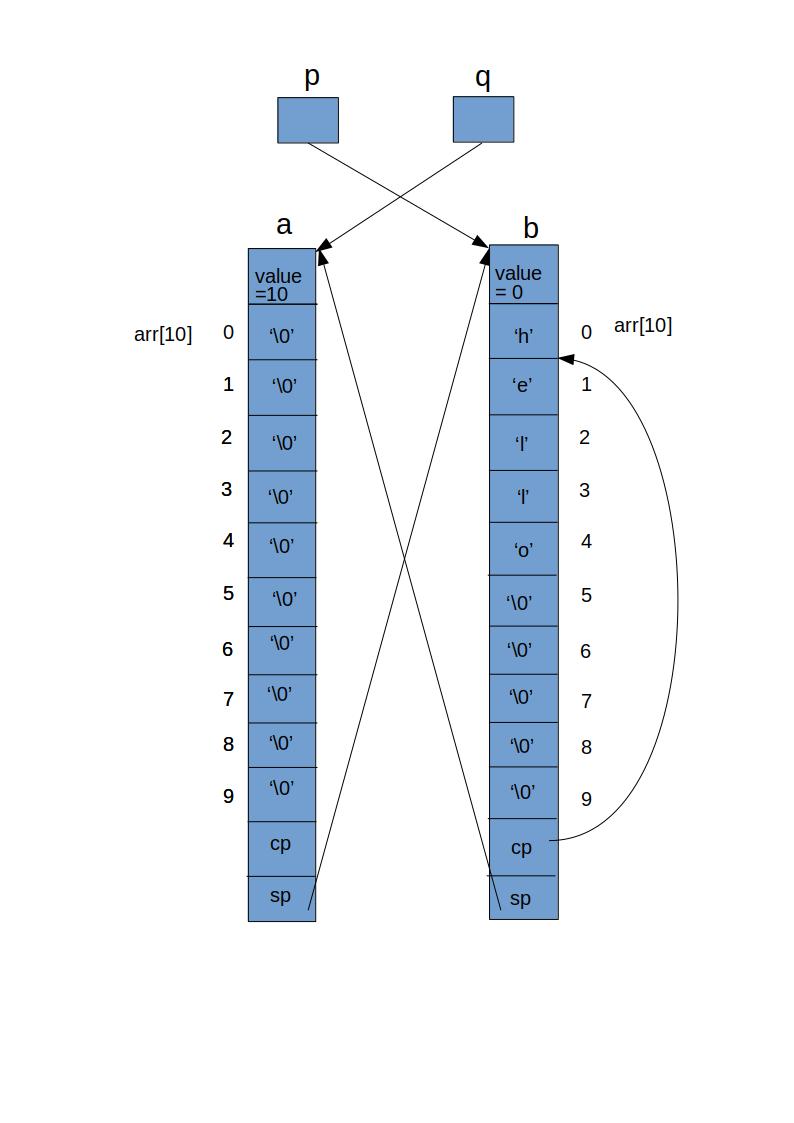 p
q
a
b
value
=10
value
= 0
arr[10]
0
‘\0’
‘h’
0
arr[10]
1
‘\0’
‘e’
1
2
‘\0’
‘l’
2
3
‘\0’
‘l’
3
4
‘\0’
‘o’
4
5
‘\0’
‘\0’
5
6
‘\0’
‘\0’
6
7
‘\0’
‘\0’
7
8
‘\0’
‘\0’
8
9
‘\0’
‘\0’
9
cp
cp
sp
sp